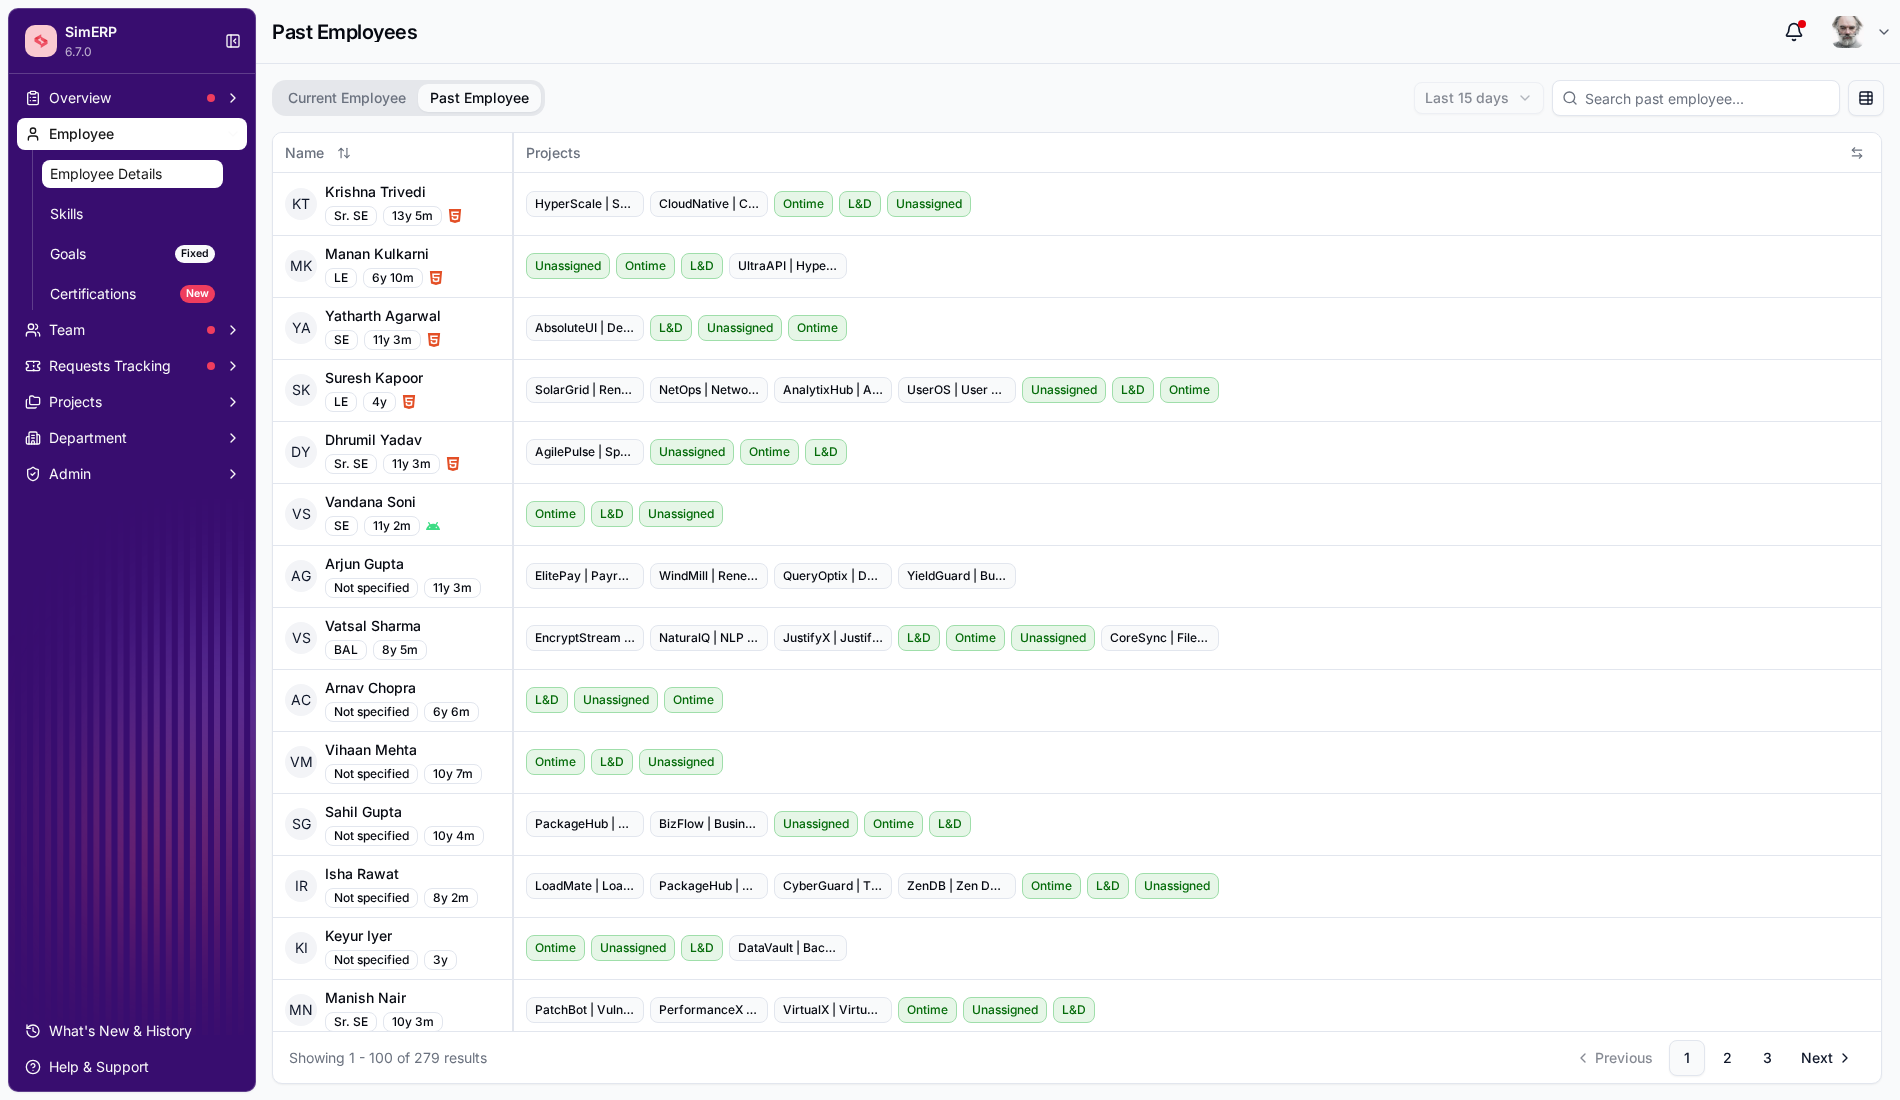 SimERP
6.7.0
Overview
Employee
Employee Details
Skills
Goals
Fixed
Certifications
New
Team
Requests Tracking
Projects
Department
Admin
What's New & History
Help & Support
Past Employees
Current Employee
Past Employee
Last 15 days
Search past employee...
Name
Projects
KT
Krishna Trivedi
Sr. SE 13y 5m
HyperScale | S... CloudNative | C... Ontime L&D Unassigned
MK
Manan Kulkarni
LE 6y 10m
Unassigned Ontime L&D UltraAPI | Hype...
YA
Yatharth Agarwal
SE 11y 3m
AbsoluteUI | De... L&D Unassigned Ontime
SK
Suresh Kapoor
LE 4y
SolarGrid | Ren... NetOps | Netwo... AnalytixHub | A... UserOS | User ... Unassigned L&D Ontime
DY
Dhrumil Yadav
Sr. SE 11y 3m
AgilePulse | Sp... Unassigned Ontime L&D
VS
Vandana Soni
SE 11y 2m
Ontime L&D Unassigned
AG
Arjun Gupta
Not specified 11y 3m
ElitePay | Payr... WindMill | Rene... QueryOptix | D... YieldGuard | Bu...
VS
Vatsal Sharma
BAL 8y 5m
EncryptStream ... NaturalQ | NLP ... JustifyX | Justif... L&D Ontime Unassigned CoreSync | File...
AC
Arnav Chopra
Not specified 6y 6m
L&D Unassigned Ontime
VM
Vihaan Mehta
Not specified 10y 7m
Ontime L&D Unassigned
SG
Sahil Gupta
Not specified 10y 4m
PackageHub | ... BizFlow | Busin... Unassigned Ontime L&D
IR
Isha Rawat
Not specified 8y 2m
LoadMate | Loa... PackageHub | ... CyberGuard | T... ZenDB | Zen D... Ontime L&D Unassigned
KI
Keyur Iyer
Not specified 3y
Ontime Unassigned L&D DataVault | Bac...
MN
Manish Nair
Sr. SE 10y 3m
PatchBot | Vuln... PerformanceX ... VirtualX | Virtu... Ontime Unassigned L&D
Showing 1 - 100 of 279 results
Previous 1 2 3 Next